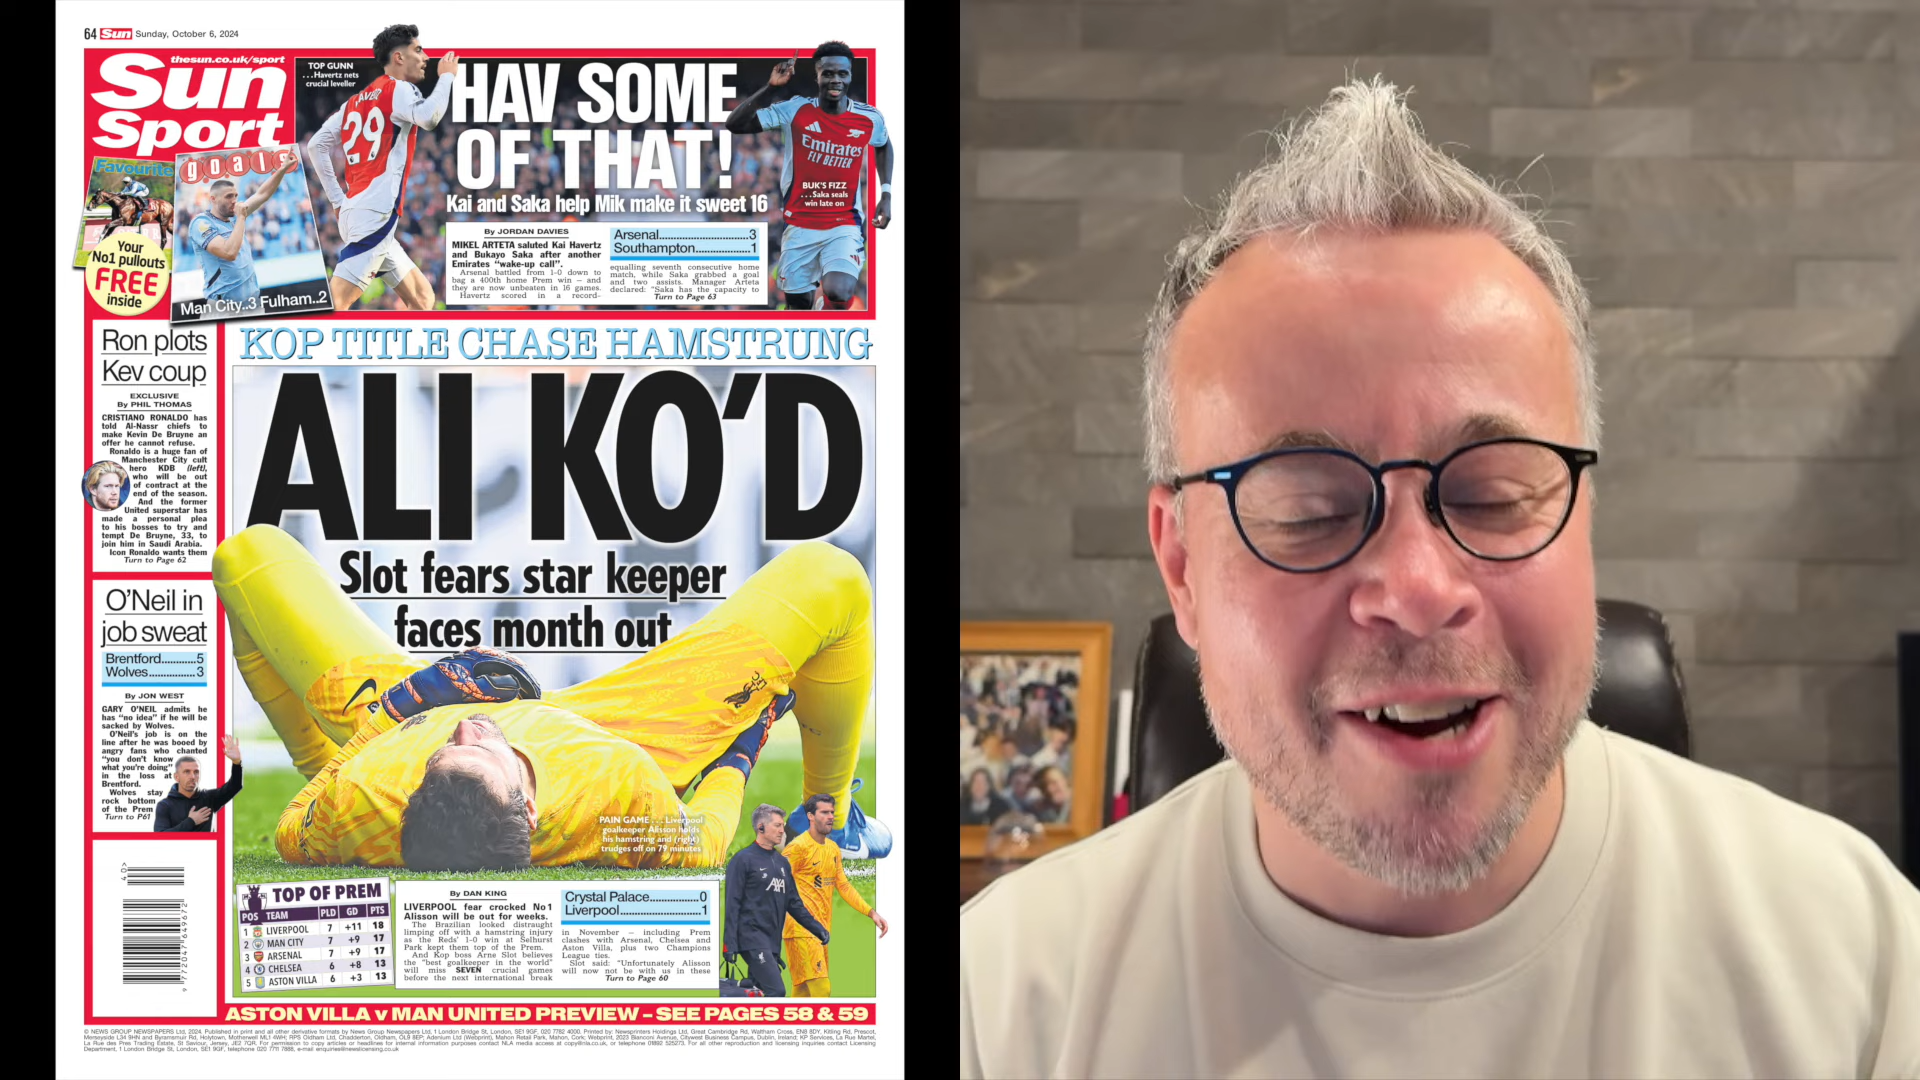 64 Sun Sunday, October 6, 2024
thesun.co.uk/sport
Sun
Sport
TOP GUNN
...Havertz nets
crucial leveller
HAV SOME
OF THAT!
Kai and Saka help Mik make it sweet 16
29
Emirates
FLY BETTER
BUK'S FIZZ
...Saka seals
win late on
By JORDAN DAVIES
MIKEL ARTETA saluted Kai Havertz
and Bukayo Saka after another
Emirates "wake-up call".
Arsenal battled from 1-0 down to
bag a 400th home Prem win – and
they are now unbeaten in 16 games.
Havertz scored in a record-
Arsenal..............................3
Southampton....................1
equalling seventh consecutive home
match, while Saka grabbed a goal
and two assists. Manager Arteta
declared: "Saka has the capacity to
Turn to Page 63
Favourite
goals
Your
No1 pullouts
FREE
inside
Man City..3 Fulham..2
Ron plots
Kev coup
EXCLUSIVE
By PHIL THOMAS
CRISTIANO RONALDO has
told Al-Nassr chiefs to
make Kevin De Bruyne an
offer he cannot refuse.
Ronaldo is a huge fan of
Manchester City cult
hero KDB (left),
who will be out
of contract at the
end of the season.
And the former
United superstar has
made a personal plea
to his bosses to try and
tempt De Bruyne, 33, to
join him in Saudi Arabia.
Icon Ronaldo wants them
Turn to Page 62
O'Neil in
job sweat
Brentford............5
Wolves................3
By JON WEST
GARY O'NEIL admits he
has "no idea" if he will be
sacked by Wolves.
O'Neil's job is on the
line after he was booed by
angry fans who chanted
"you don't know
what you're doing"
in the loss at
Brentford.
Wolves stay
rock bottom
of the Prem
Turn to P61
KOP TITLE CHASE HAMSTRUNG
ALI KO'D
Slot fears star keeper
faces month out
PAIN GAME ... Liverpool
goalkeeper Alisson holds
his hamstring and (right)
trudges off on 79 minutes
AXA
TOP OF PREM
POS TEAM PLD GD PTS
1 LIVERPOOL 7 +11 18
2 MAN CITY 7 +9 17
3 ARSENAL 7 +9 17
4 CHELSEA 6 +8 13
5 ASTON VILLA 6 +3 13
By DAN KING
LIVERPOOL fear crocked No1
Alisson will be out for weeks.
The Brazilian looked distraught
limping off with a hamstring injury
as the Reds' 1-0 win at Selhurst
Park kept them top of the Prem.
And Kop boss Arne Slot believes
the "best goalkeeper in the world"
will miss SEVEN crucial games
before the next international break
Crystal Palace................0
Liverpool...........................1
in November – including Prem
clashes with Arsenal, Chelsea and
Aston Villa, plus two Champions
League ties.
Slot said: "Unfortunately Alisson
will now not be with us in these
Turn to Page 60
ASTON VILLA v MAN UNITED PREVIEW – SEE PAGES 58 & 59